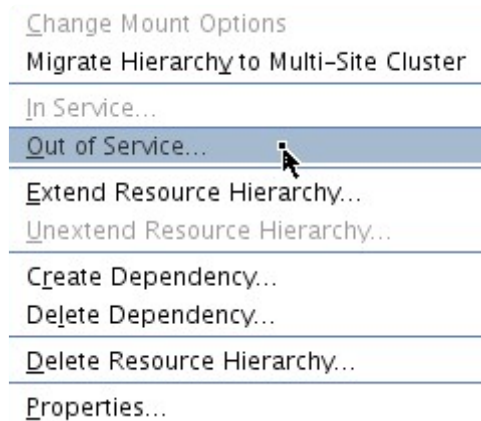 Change Mount Options
Migrate Hierarchy to Multi-Site Cluster
In Service...
Out of Service...
Extend Resource Hierarchy...
Unextend Resource Hierarchy...
Create Dependency...
Delete Dependency...
Delete Resource Hierarchy...
Properties...